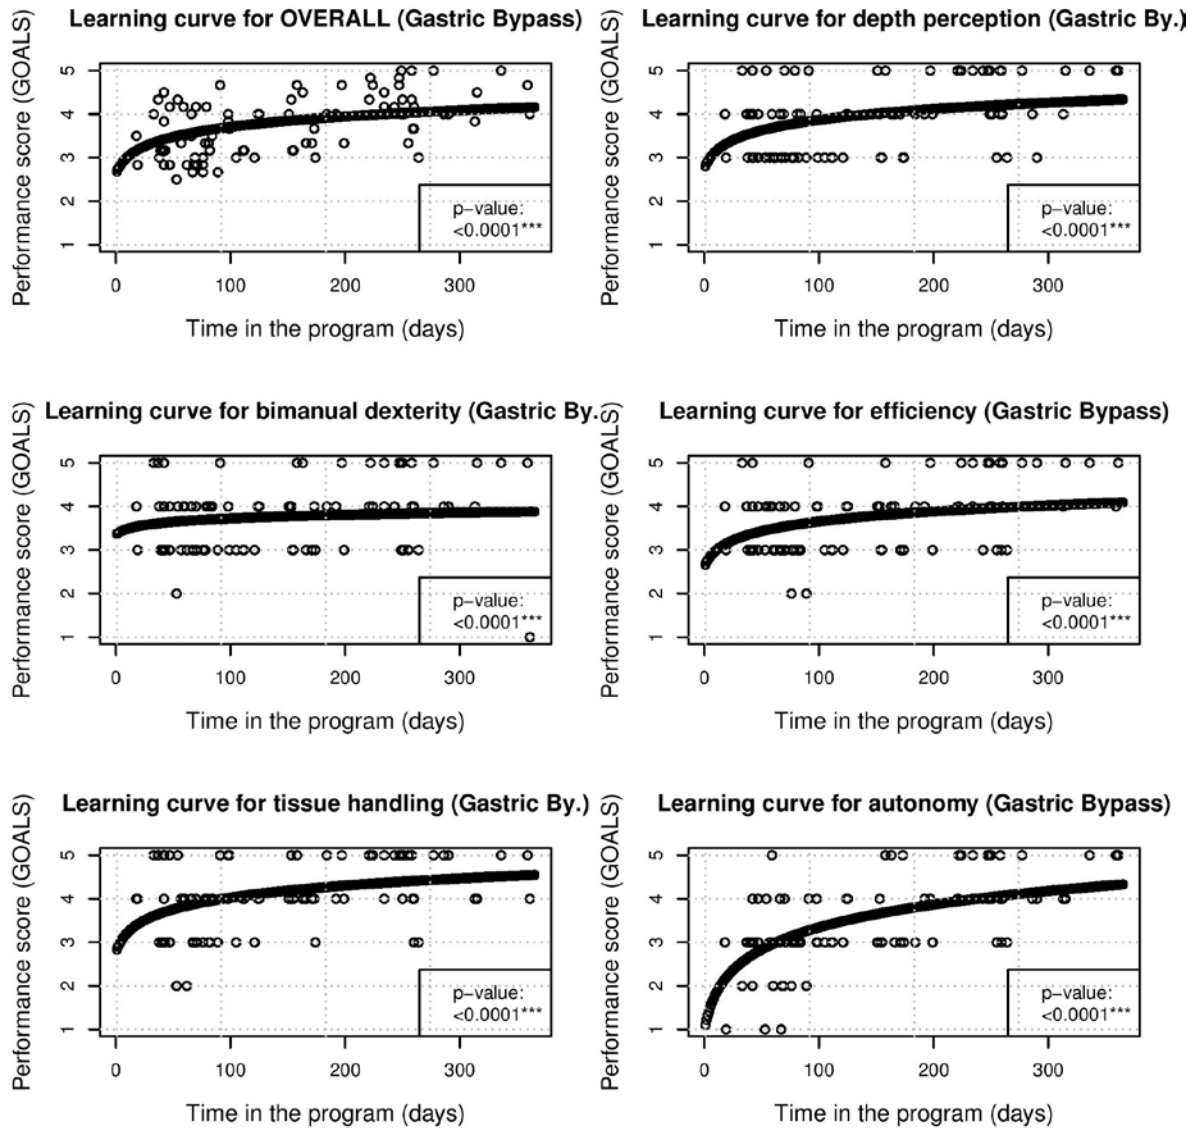 Learning curve for OVERALL (Gastric Bypass)
Performance score (GOALS)
5
4
3
2
1
p-value:
<0.0001***
0 100 200 300
Time in the program (days)
Learning curve for depth perception (Gastric By.)
Performance score (GOALS)
5
4
3
2
1
p-value:
<0.0001***
0 100 200 300
Time in the program (days)
Learning curve for bimanual dexterity (Gastric By.
Performance score (GOALS)
5
4
3
2
1
p-value:
<0.0001***
0 100 200 300
Time in the program (days)
Learning curve for efficiency (Gastric Bypass)
Performance score (GOALS)
5
4
3
2
1
p-value:
<0.0001***
0 100 200 300
Time in the program (days)
Learning curve for tissue handling (Gastric By.)
Performance score (GOALS)
5
4
3
2
1
p-value:
<0.0001***
0 100 200 300
Time in the program (days)
Learning curve for autonomy (Gastric Bypass)
Performance score (GOALS)
5
4
3
2
1
p-value:
<0.0001***
0 100 200 300
Time in the program (days)